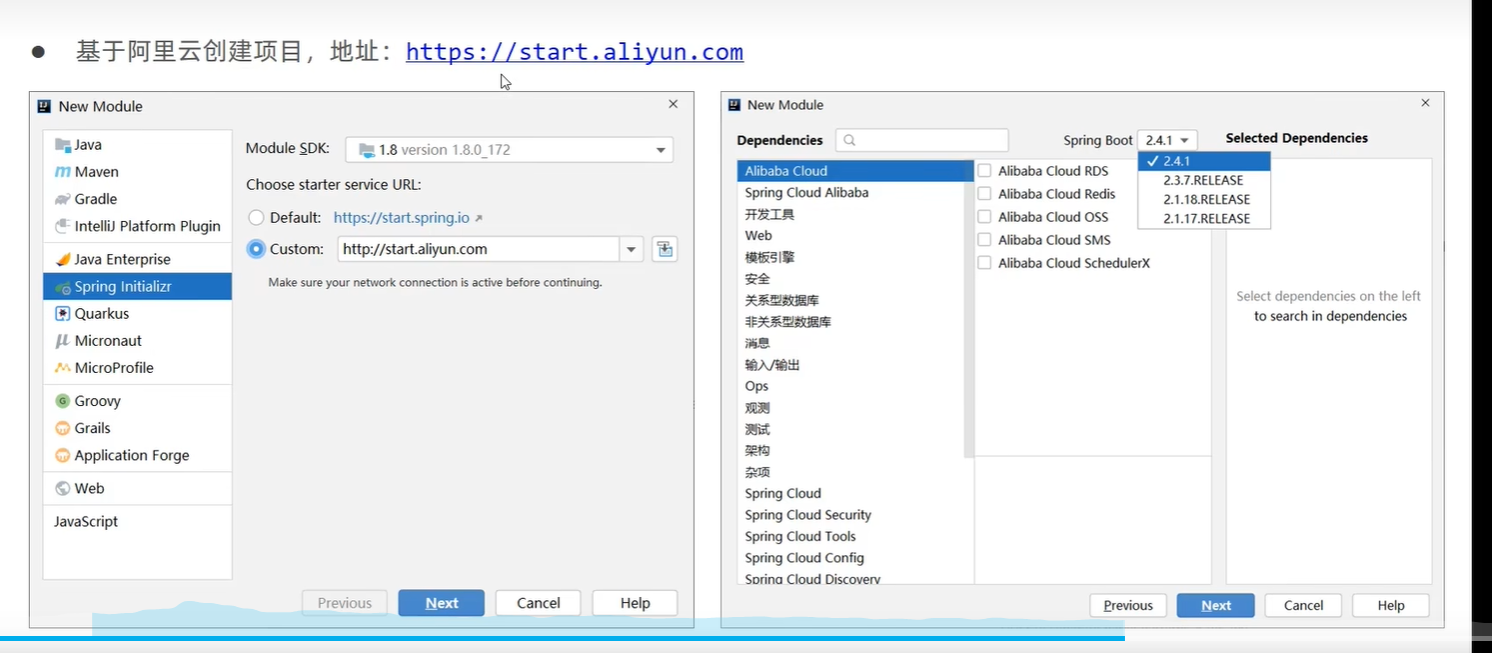 ● 基于阿里云创建项目，地址：https://start.aliyun.com
New Module
Java
Maven
Gradle
IntelliJ Platform Plugin
Java Enterprise
Spring Initializr
Quarkus
Micronaut
MicroProfile
Groovy
Grails
Application Forge
Web
JavaScript
Module SDK: 1.8 version 1.8.0_172
Choose starter service URL:
Default: https://start.spring.io
Custom: http://start.aliyun.com
Make sure your network connection is active before continuing.
Previous Next Cancel Help
New Module
Dependencies Spring Boot 2.4.1 Selected Dependencies
2.4.1
2.3.7.RELEASE
2.1.18.RELEASE
2.1.17.RELEASE
Alibaba Cloud
Spring Cloud Alibaba
开发工具
Web
模板引擎
安全
关系型数据库
非关系型数据库
消息
输入/输出
Ops
观测
测试
架构
杂项
Spring Cloud
Spring Cloud Security
Spring Cloud Tools
Spring Cloud Config
Spring Cloud Discovery
Alibaba Cloud RDS
Alibaba Cloud Redis
Alibaba Cloud OSS
Alibaba Cloud SMS
Alibaba Cloud SchedulerX
Select dependencies on the left
to search in dependencies
Previous Next Cancel Help